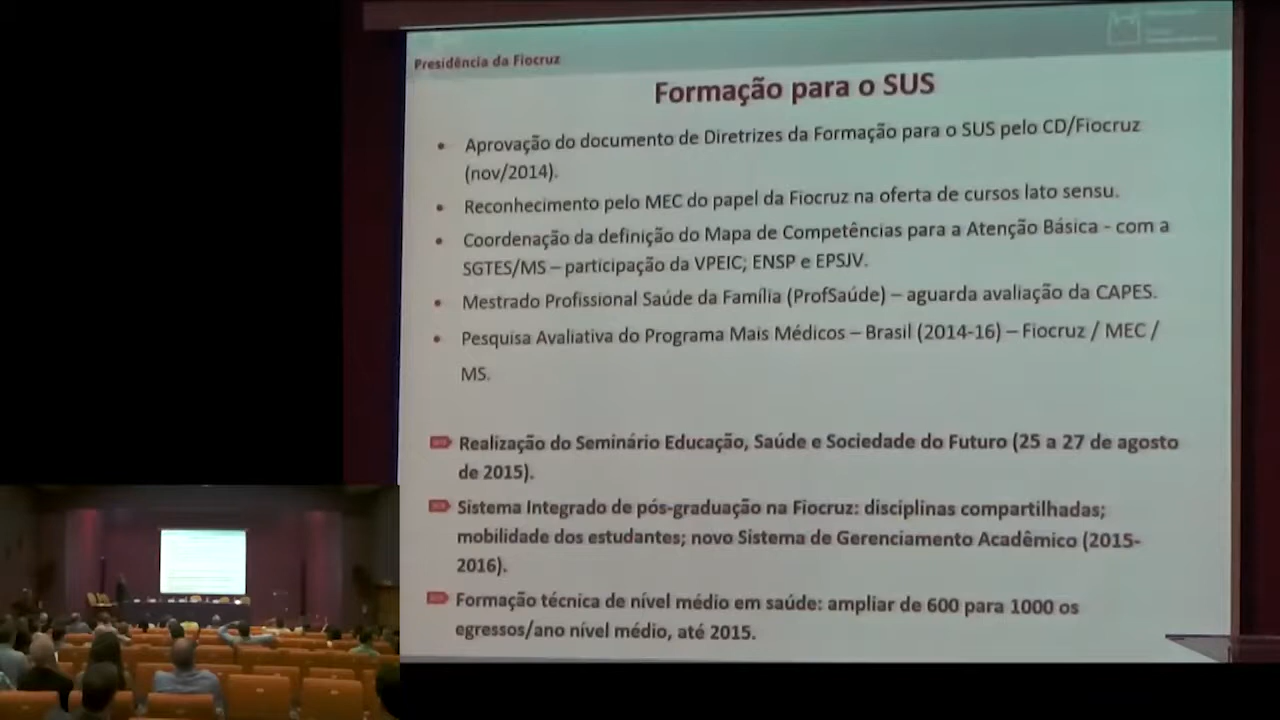 Presidência da Fiocruz
Formação para o SUS
• Aprovação do documento de Diretrizes da Formação para o SUS pelo CD/Fiocruz
(nov/2014).
• Reconhecimento pelo MEC do papel da Fiocruz na oferta de cursos lato sensu.
• Coordenação da definição do Mapa de Competências para a Atenção Básica - com a
SGTES/MS – participação da VPEIC; ENSP e EPSJV.
• Mestrado Profissional Saúde da Família (ProfSaúde) – aguarda avaliação da CAPES.
• Pesquisa Avaliativa do Programa Mais Médicos – Brasil (2014-16) – Fiocruz / MEC /
MS.
Realização do Seminário Educação, Saúde e Sociedade do Futuro (25 a 27 de agosto
de 2015).
Sistema Integrado de pós-graduação na Fiocruz: disciplinas compartilhadas;
mobilidade dos estudantes; novo Sistema de Gerenciamento Acadêmico (2015-
2016).
Formação técnica de nível médio em saúde: ampliar de 600 para 1000 os
egressos/ano nível médio, até 2015.